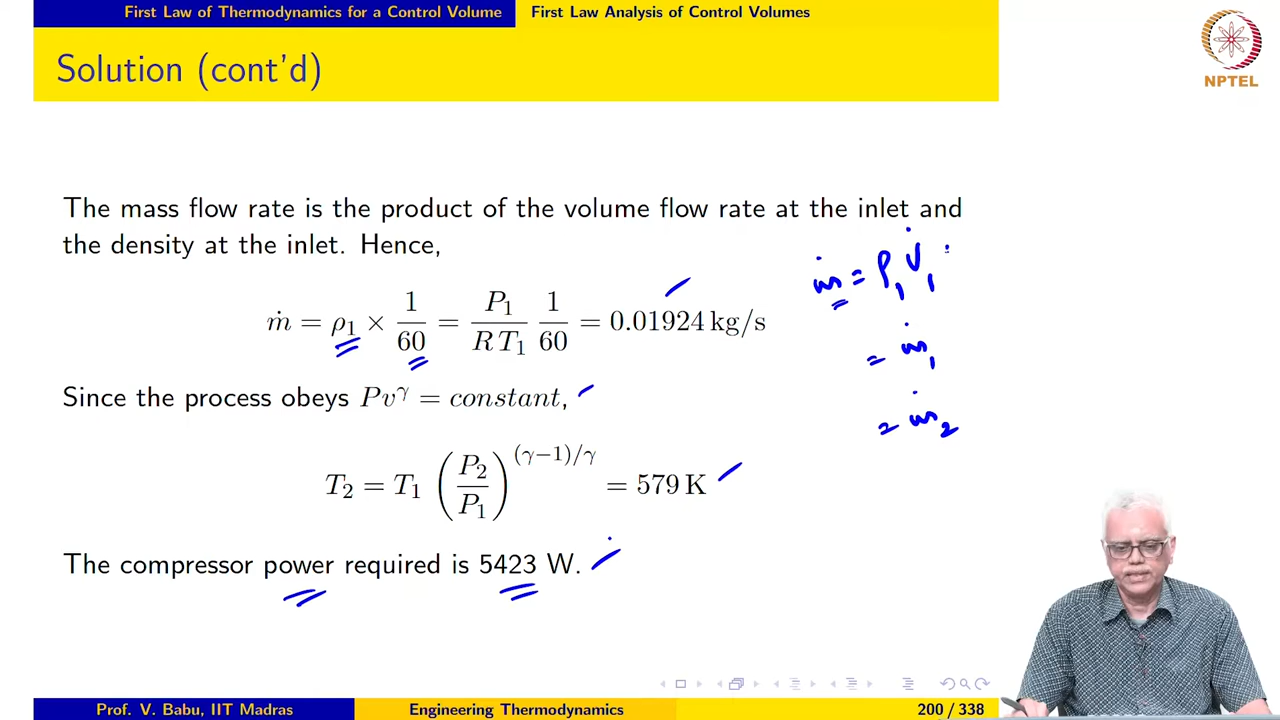 First Law of Thermodynamics for a Control Volume First Law Analysis of Control Volumes
Solution (cont'd)
NPTEL
The mass flow rate is the product of the volume flow rate at the inlet and
the density at the inlet. Hence,
ṁ = ρ₁ × 1/60 = P₁/(R T₁) 1/60 = 0.01924 kg/s
ṁ = ρ₁ V̇₁
= ṁ₁
= ṁ₂
Since the process obeys Pv^γ = constant,
T₂ = T₁ (P₂/P₁)^((γ−1)/γ) = 579 K
The compressor power required is 5423 W.
Prof. V. Babu, IIT Madras Engineering Thermodynamics 200 / 338